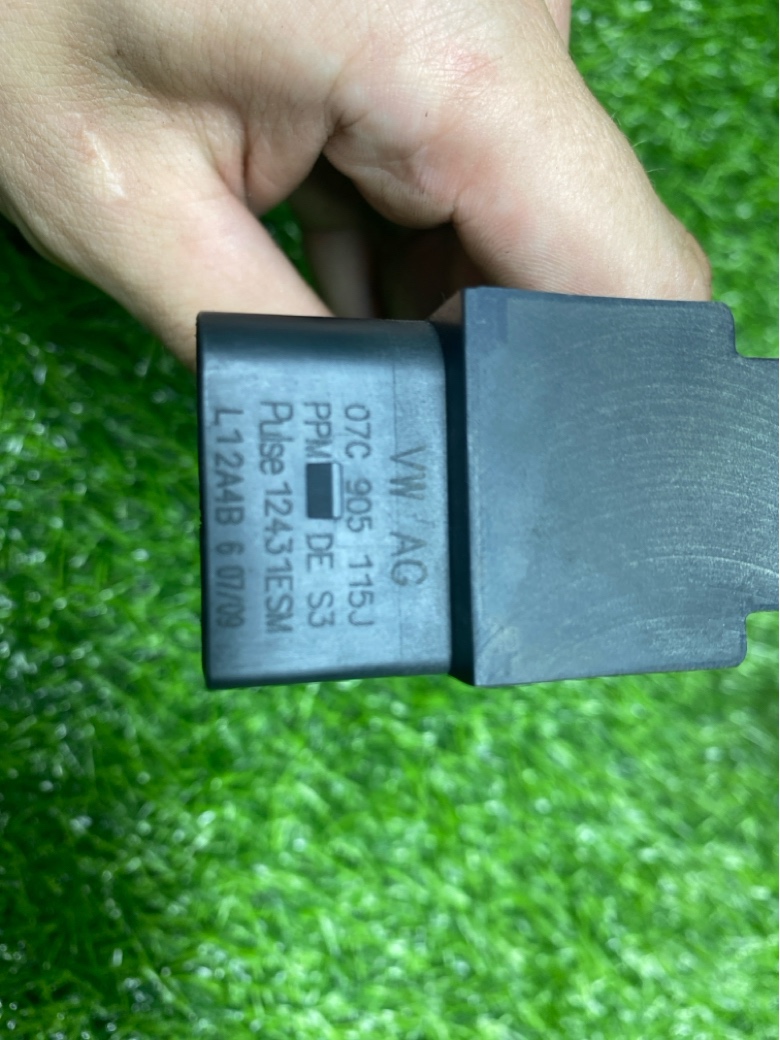 VW AG
07C 905 115J
PPM DE S3
Pulse 12431ESM
L12A4B 6 07/09